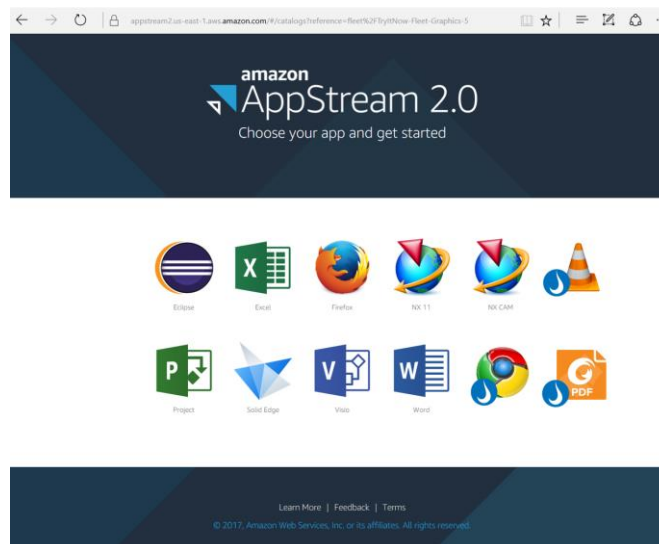 appstream2.us-east-1.aws.amazon.com/#/catalogs?reference=fleet%2FTryItNow-Fleet-Graphics-5
amazon
AppStream 2.0
Choose your app and get started
X
Eclipse Excel Firefox NX 11 NX CAM
P V W G PDF
Project Solid Edge Visio Word
Learn More | Feedback | Terms
© 2017, Amazon Web Services, Inc. or its affiliates. All rights reserved.